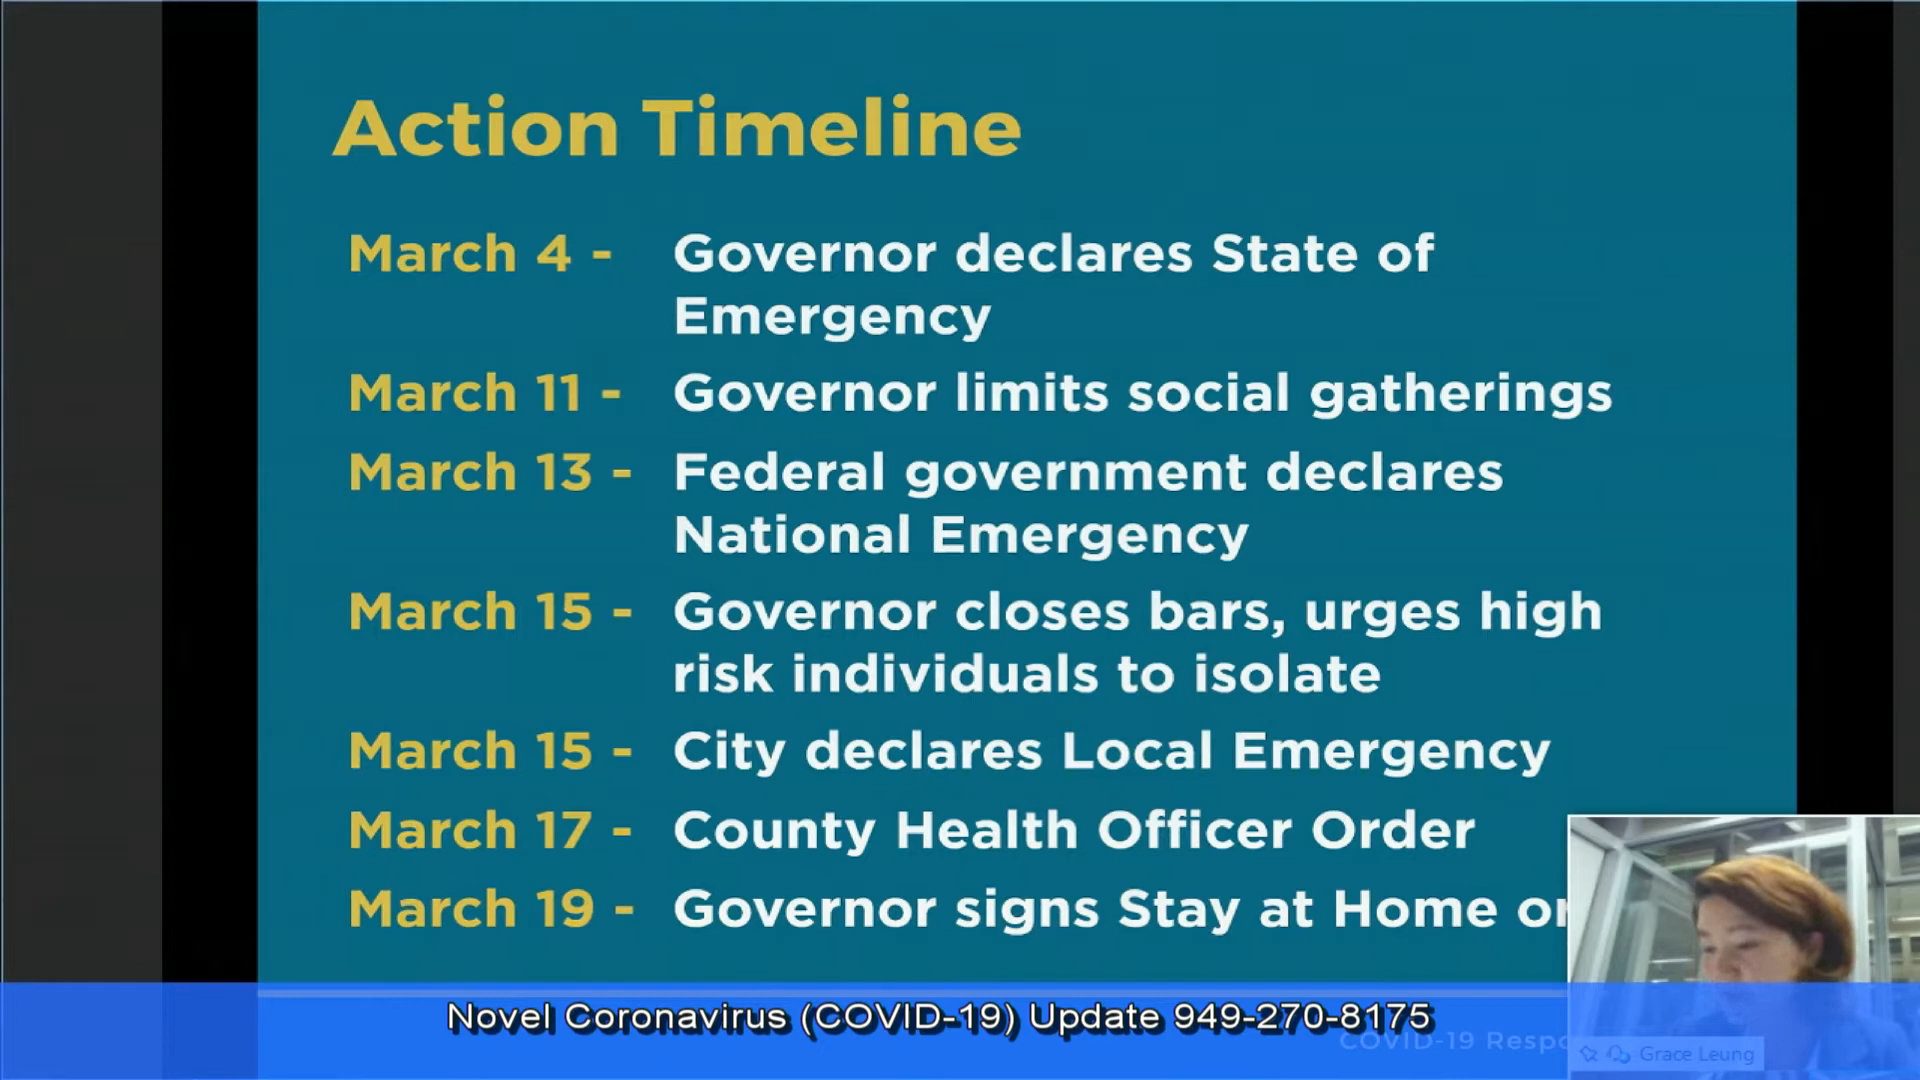 Action Timeline
March 4 - Governor declares State of
Emergency
March 11 - Governor limits social gatherings
March 13 - Federal government declares
National Emergency
March 15 - Governor closes bars, urges high
risk individuals to isolate
March 15 - City declares Local Emergency
March 17 - County Health Officer Order
March 19 - Governor signs Stay at Home
Novel Coronavirus (COVID-19) Update 949-270-8175
COVID-19
Grace Leung